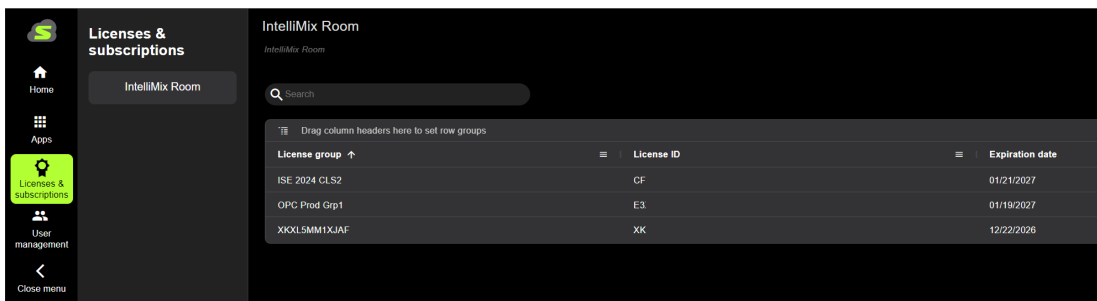 Home
Apps
Licenses &
subscriptions
User
management
Close menu
Licenses &
subscriptions
IntelliMix Room
IntelliMix Room
IntelliMix Room
Search
Drag column headers here to set row groups
License group License ID Expiration date
ISE 2024 CLS2 CF 01/21/2027
OPC Prod Grp1 E3 01/19/2027
XKXL5MM1XJAF XK 12/22/2026